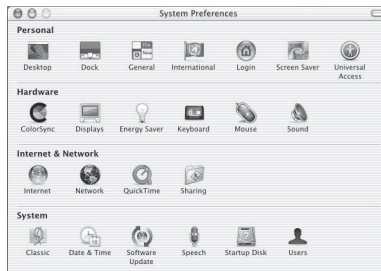 System Preferences
Personal
Desktop Dock General International Login Screen Saver Universal
Access
Hardware
ColorSync Displays Energy Saver Keyboard Mouse Sound
Internet & Network
Internet Network QuickTime Sharing
System
Classic Date & Time Software Speech Startup Disk Users
Update